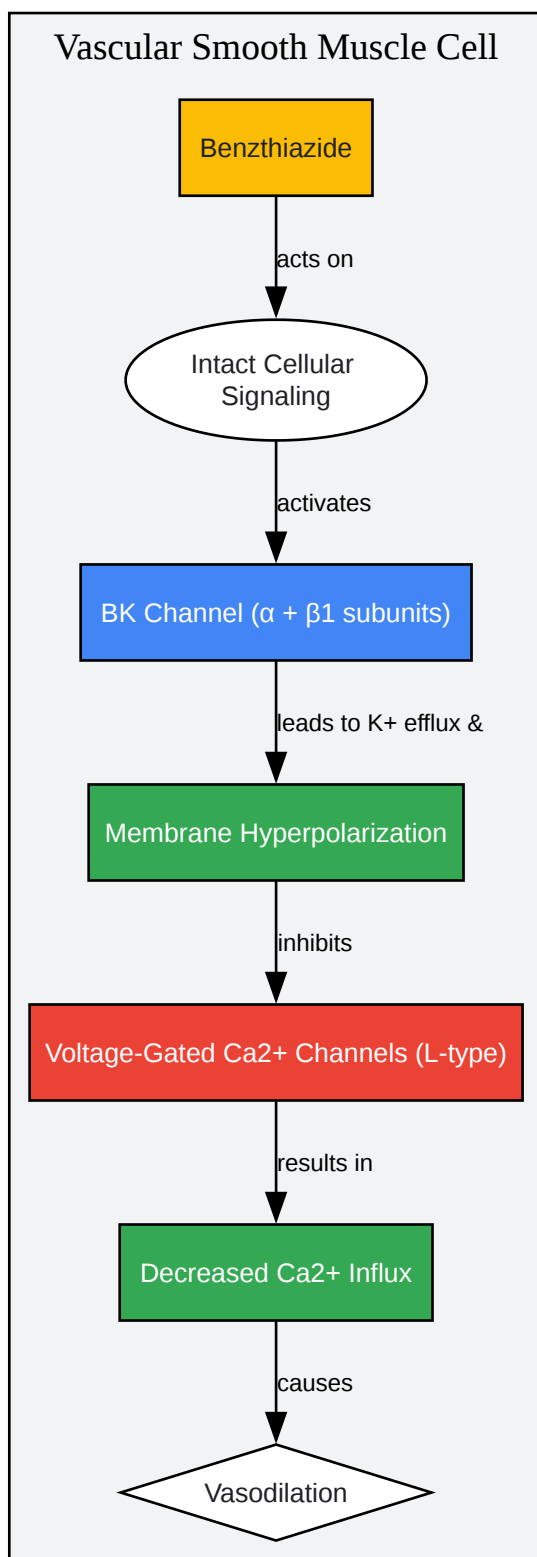 Vascular Smooth Muscle Cell
Benzthiazide
acts on
Intact Cellular
Signaling
activates
BK Channel (α + β1 subunits)
leads to K+ efflux &
Membrane Hyperpolarization
inhibits
Voltage-Gated Ca2+ Channels (L-type)
results in
Decreased Ca2+ Influx
causes
Vasodilation